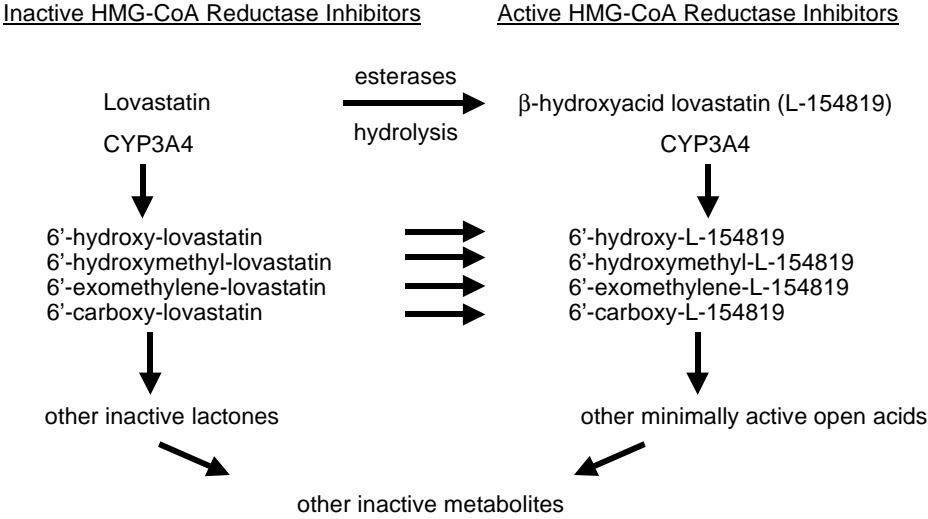 Inactive HMG-CoA Reductase Inhibitors
Active HMG-CoA Reductase Inhibitors
Lovastatin
esterases
hydrolysis
β-hydroxyacid lovastatin (L-154819)
CYP3A4
CYP3A4
6’-hydroxy-lovastatin
6’-hydroxymethyl-lovastatin
6’-exomethylene-lovastatin
6’-carboxy-lovastatin
6’-hydroxy-L-154819
6’-hydroxymethyl-L-154819
6’-exomethylene-L-154819
6’-carboxy-L-154819
other inactive lactones
other minimally active open acids
other inactive metabolites